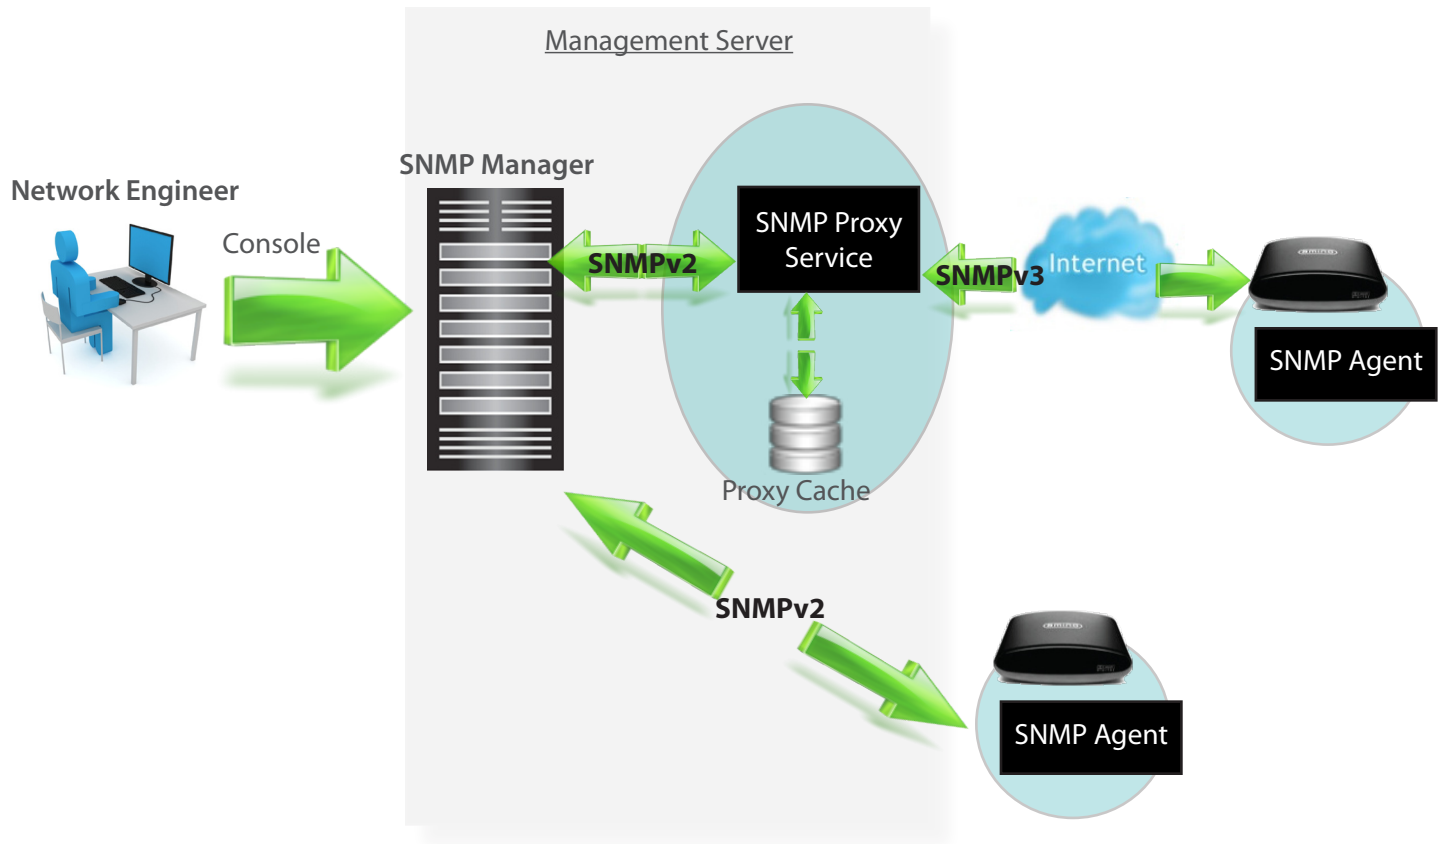 Management Server
SNMP Manager
Network Engineer
Console
SNMPv2
SNMP Proxy
Service
SNMPv3
Internet
SNMP Agent
Proxy Cache
SNMPv2
SNMP Agent